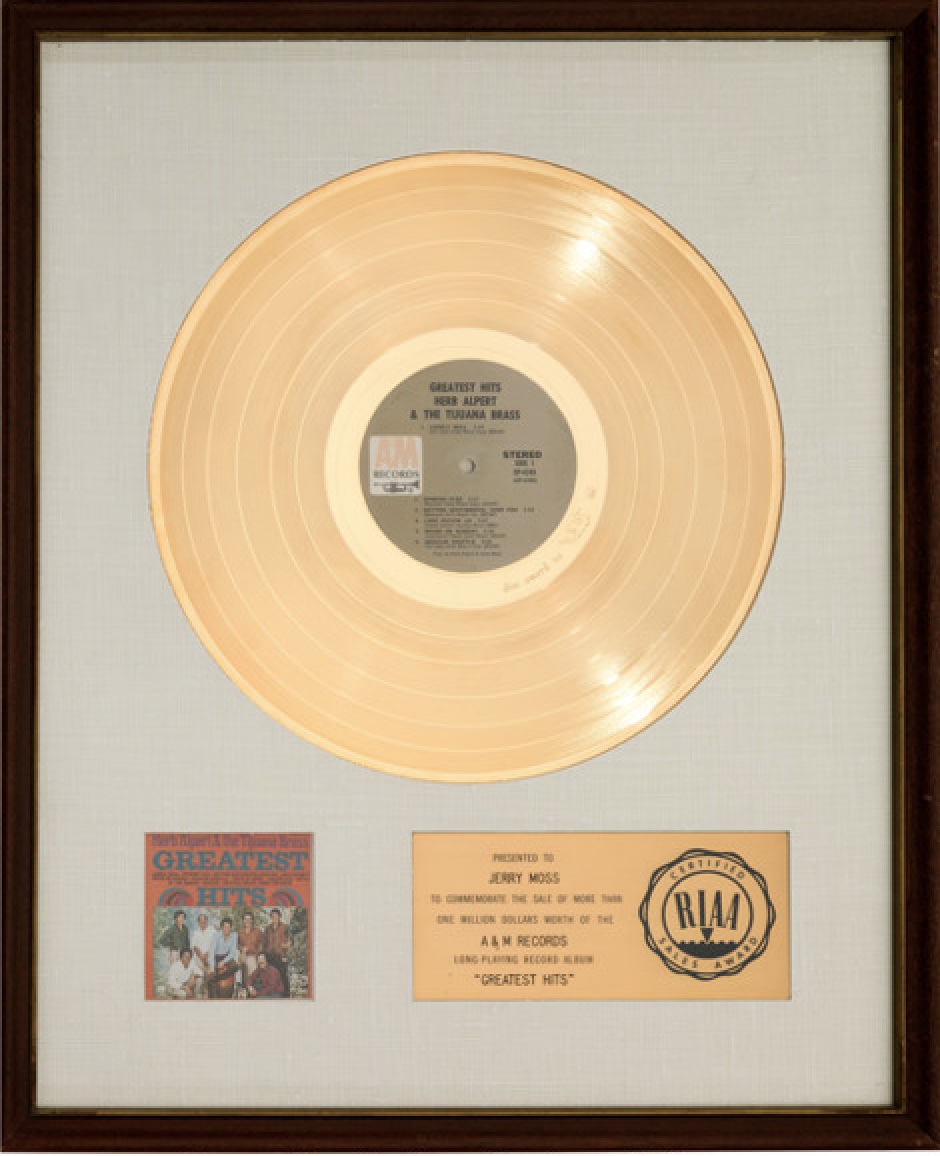 GREATEST HITS
HERB ALPERT
& THE TIJUANA BRASS
A&M
RECORDS
STEREO
SIDE 1
Herb Alpert & the Tijuana Brass
GREATEST
HITS
PRESENTED TO
JERRY MOSS
TO COMMEMORATE THE SALE OF MORE THAN
ONE MILLION DOLLARS WORTH OF THE
A & M RECORDS
LONG-PLAYING RECORD ALBUM
"GREATEST HITS"
CERTIFIED
RIAA
SALES AWARD